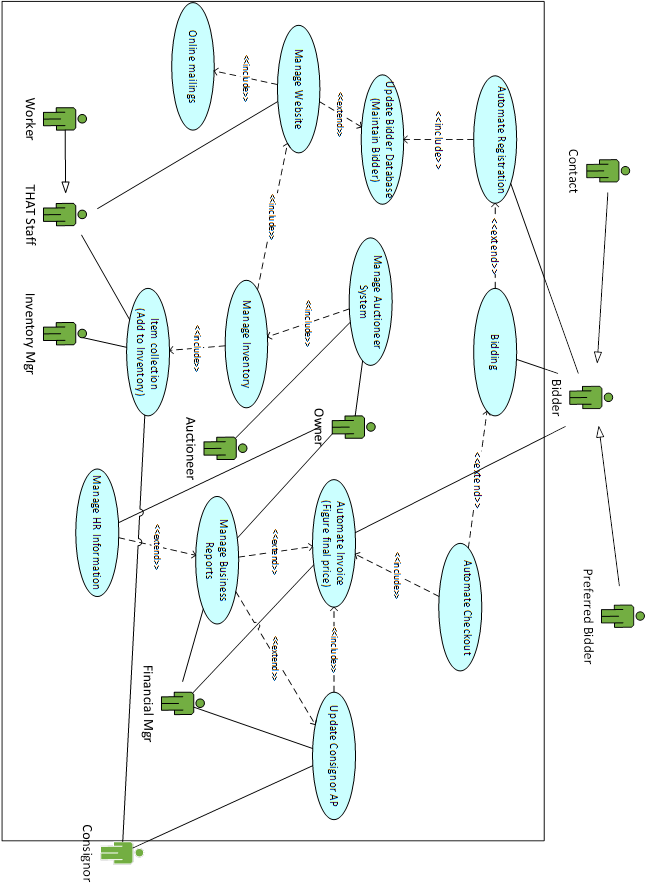 Contact
Preferred Bidder
Bidder
Automate Registration
<<extend>>
Bidding
<<extend>>
Automate Checkout
<<include>>
<<include>>
Update Bidder Database
(Maintain Bidder)
Manage Auctioneer
System
<<extend>>
Automate Invoice
(Figure final price)
<<include>>
Update Consignor AP
Owner
Manage Website
<<include>>
<<include>>
<<extend>>
<<extend>>
<<include>>
Manage Inventory
Manage Business
Reports
Online mailings
<<include>>
Auctioneer
<<extend>>
Item collection
(Add to Inventory)
Financial Mgr
Manage HR Information
Worker
THAT Staff
Inventory Mgr
Consignor